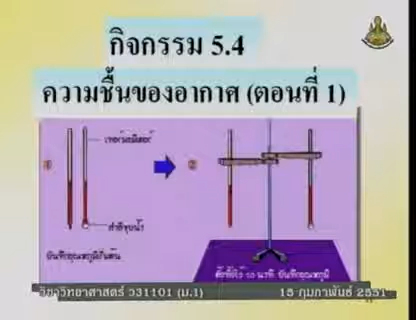 กิจกรรม 5.4
ความชื้นของอากาศ (ตอนที่ 1)
เทอร์มอมิเตอร์
①
②
สำลีชุบน้ำ
บันทึกอุณหภูมิเริ่มต้น
ตั้งทิ้งไว้ 10 นาที บันทึกอุณหภูมิ
วิชาวิทยาศาสตร์ ว31101 (ม.1)
15 กุมภาพันธ์ 2551